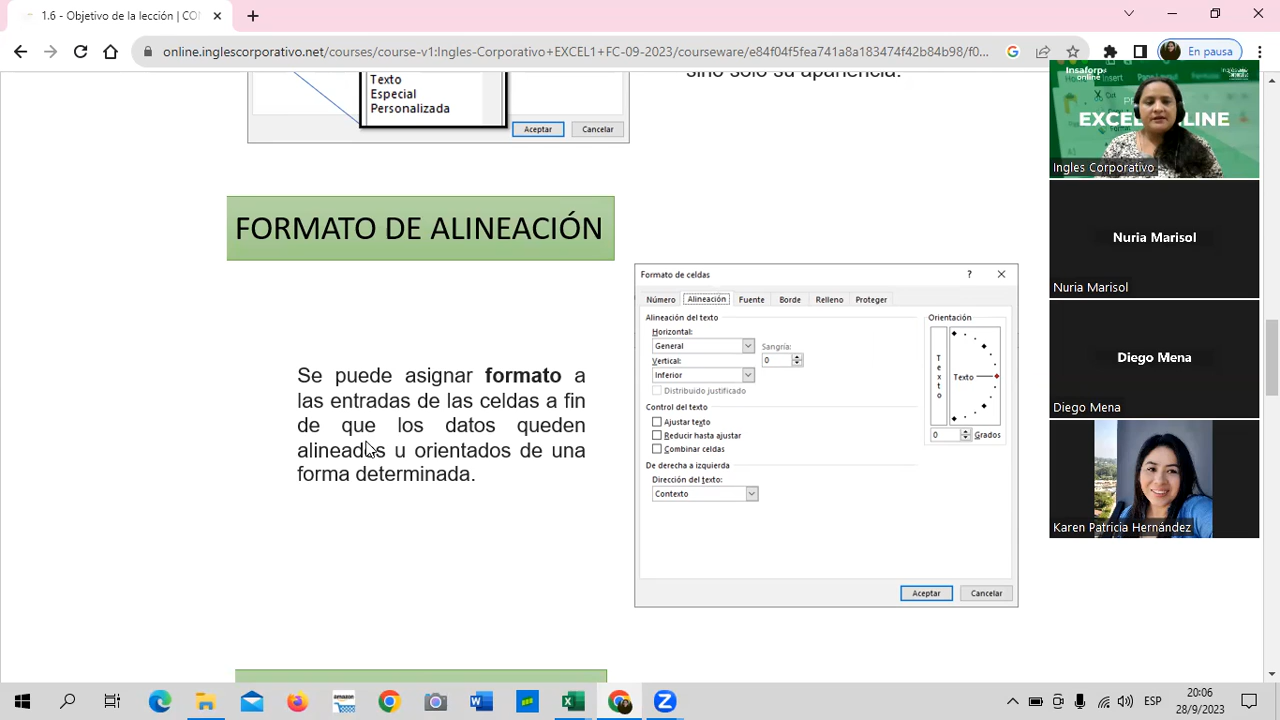 1.6 - Objetivo de la lección | CON
online.inglescorporativo.net/courses/course-v1:Ingles-Corporativo+EXCEL1+FC-09-2023/courseware/e84f04f5fea741a8a183474f42b84b98/f0...
En pausa
sino solo su apariencia.
Texto
Especial
Personalizada
Aceptar
Cancelar
FORMATO DE ALINEACIÓN
Se puede asignar formato a
las entradas de las celdas a fin
de que los datos queden
alineados u orientados de una
forma determinada.
Formato de celdas
?
Número
Alineación
Fuente
Borde
Relleno
Proteger
Alineación del texto
Horizontal:
General
Sangría:
Vertical:
0
Inferior
Distribuido justificado
Control del texto
Ajustar texto
Reducir hasta ajustar
Combinar celdas
De derecha a izquierda
Dirección del texto:
Contexto
Orientación
Texto
Texto
0
Grados
Aceptar
Cancelar
Insaforp
online
EXCEL ONLINE
Ingles Corporativo
Nuria Marisol
Nuria Marisol
Diego Mena
Diego Mena
Karen Patricia Hernández
ESP
20:06
28/9/2023